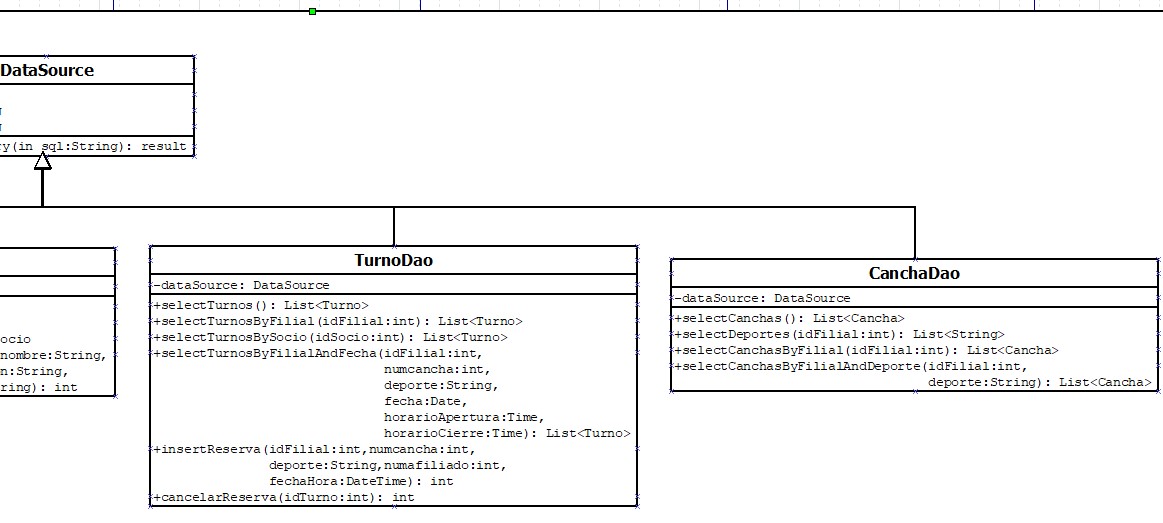 DataSource
ry(in sql:String): result
ocio
nombre:String,
n:String,
ring): int
TurnoDao
-dataSource: DataSource
+selectTurnos(): List<Turno>
+selectTurnosByFilial(idFilial:int): List<Turno>
+selectTurnosBySocio(idSocio:int): List<Turno>
+selectTurnosByFilialAndFecha(idFilial:int,
numcancha:int,
deporte:String,
fecha:Date,
horarioApertura:Time,
horarioCierre:Time): List<Turno>
+insertReserva(idFilial:int,numcancha:int,
deporte:String,numafiliado:int,
fechaHora:DateTime): int
+cancelarReserva(idTurno:int): int
CanchaDao
-dataSource: DataSource
+selectCanchas(): List<Cancha>
+selectDeportes(idFilial:int): List<String>
+selectCanchasByFilial(idFilial:int): List<Cancha>
+selectCanchasByFilialAndDeporte(idFilial:int,
deporte:String): List<Cancha>